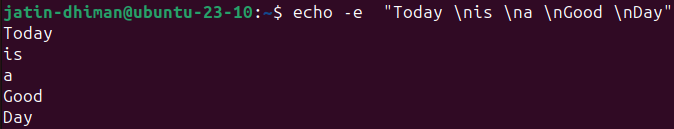 jatin-dhiman@ubuntu-23-10:~$ echo -e  "Today \nis \na \nGood \nDay"
Today
is
a
Good
Day